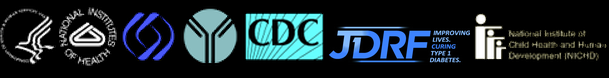 NATIONAL INSTITUTES
OF HEALTH
CDC
JDRF
IMPROVING
LIVES.
CURING
TYPE 1
DIABETES.
National Institute of
Child Health and Human
Development (NICHD)